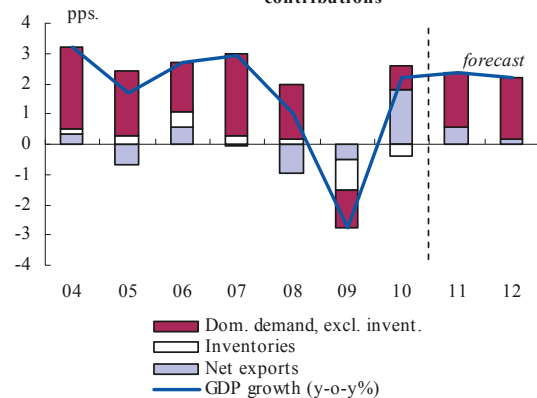 contributions
pps.
4
3
2
1
0
-1
-2
-3
-4
forecast
04 05 06 07 08 09 10 11 12
Dom. demand, excl. invent.
Inventories
Net exports
GDP growth (y-o-y%)